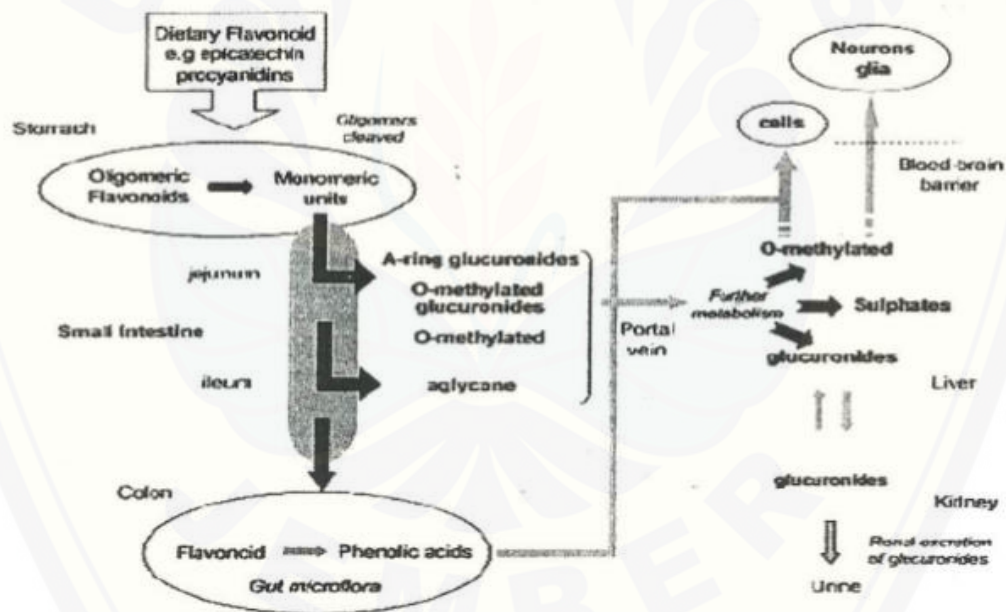 Dietary Flavonoid
e.g epicatechin
procyanidins
Stomach
Oligomers
cleaved
Oligomeric
Flavonoids
Monomeric
units
jejunum
Small Intestine
ileum
A-ring glucuronides
O-methylated
glucuronides
O-methylated
aglycone
Colon
Flavonoid
Phenolic acids
Gut microflora
Portal
vein
Further
metabolism
Neurons
glia
cells
Blood-brain
barrier
O-methylated
Sulphates
glucuronides
Liver
glucuronides
Kidney
Renal excretion
of glucuronides
Urine